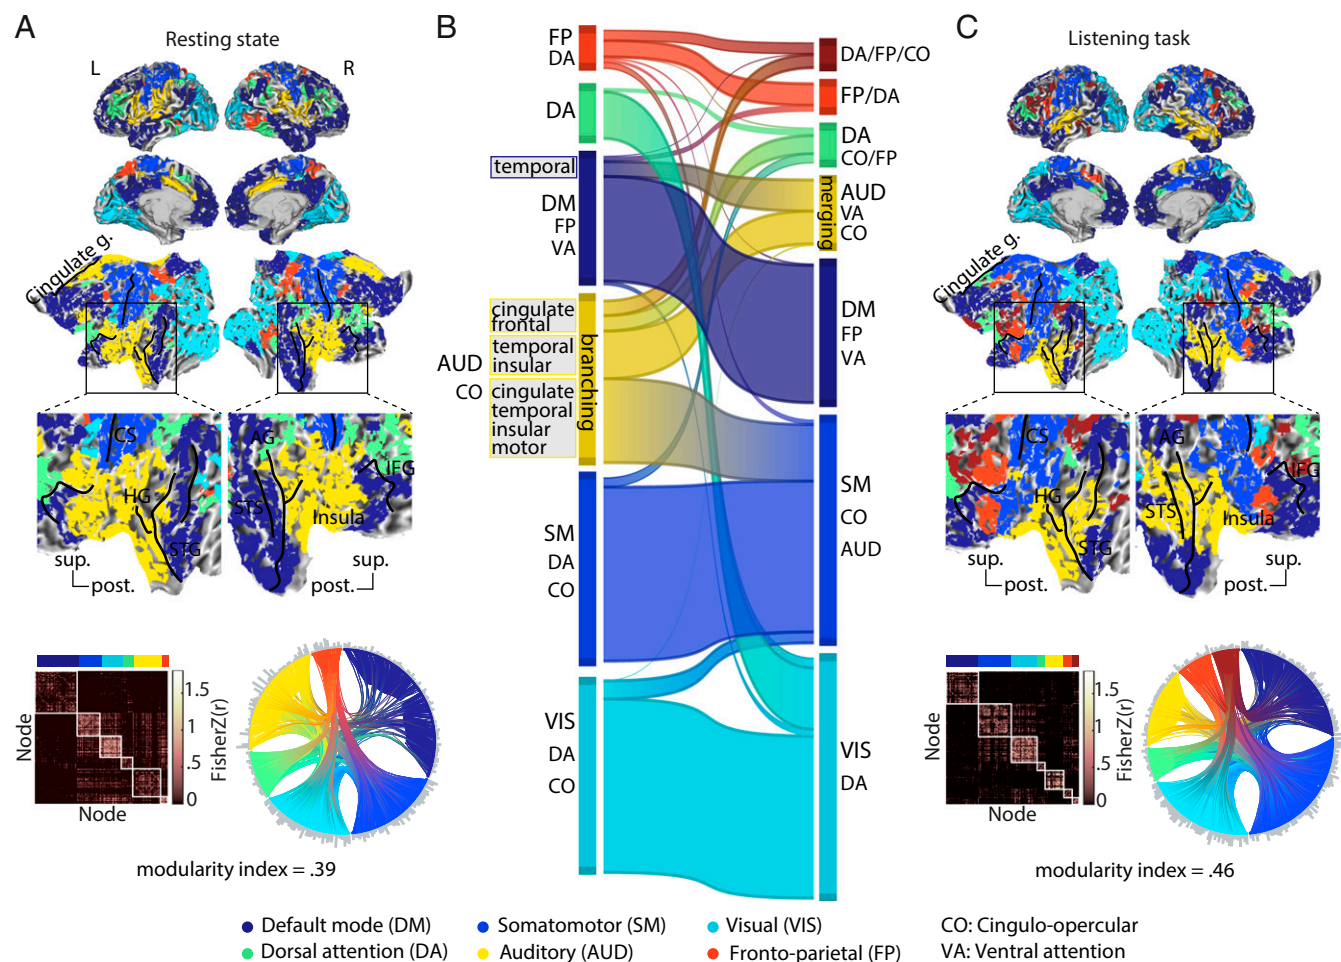 A
Resting state
L
R
Cingulate g.
CS
AG
IFG
HG
STS
Insula
STG
sup.
post.
sup.
post.
Node
Node
1.5
1
.5
0
FisherZ(r)
modularity index = .39
B
FP
DA
DA
temporal
DM
FP
VA
cingulate
frontal
temporal
insular
AUD
CO
cingulate
temporal
insular
motor
branching
SM
DA
CO
VIS
DA
CO
DA/FP/CO
FP/DA
DA
CO/FP
merging
AUD
VA
CO
DM
FP
VA
SM
CO
AUD
VIS
DA
C
Listening task
Cingulate g.
CS
AG
IFG
HG
STS
Insula
STG
sup.
post.
sup.
post.
Node
Node
1.5
1
.5
0
FisherZ(r)
modularity index = .46
Default mode (DM)
Somatomotor (SM)
Visual (VIS)
CO: Cingulo-opercular
Dorsal attention (DA)
Auditory (AUD)
Fronto-parietal (FP)
VA: Ventral attention